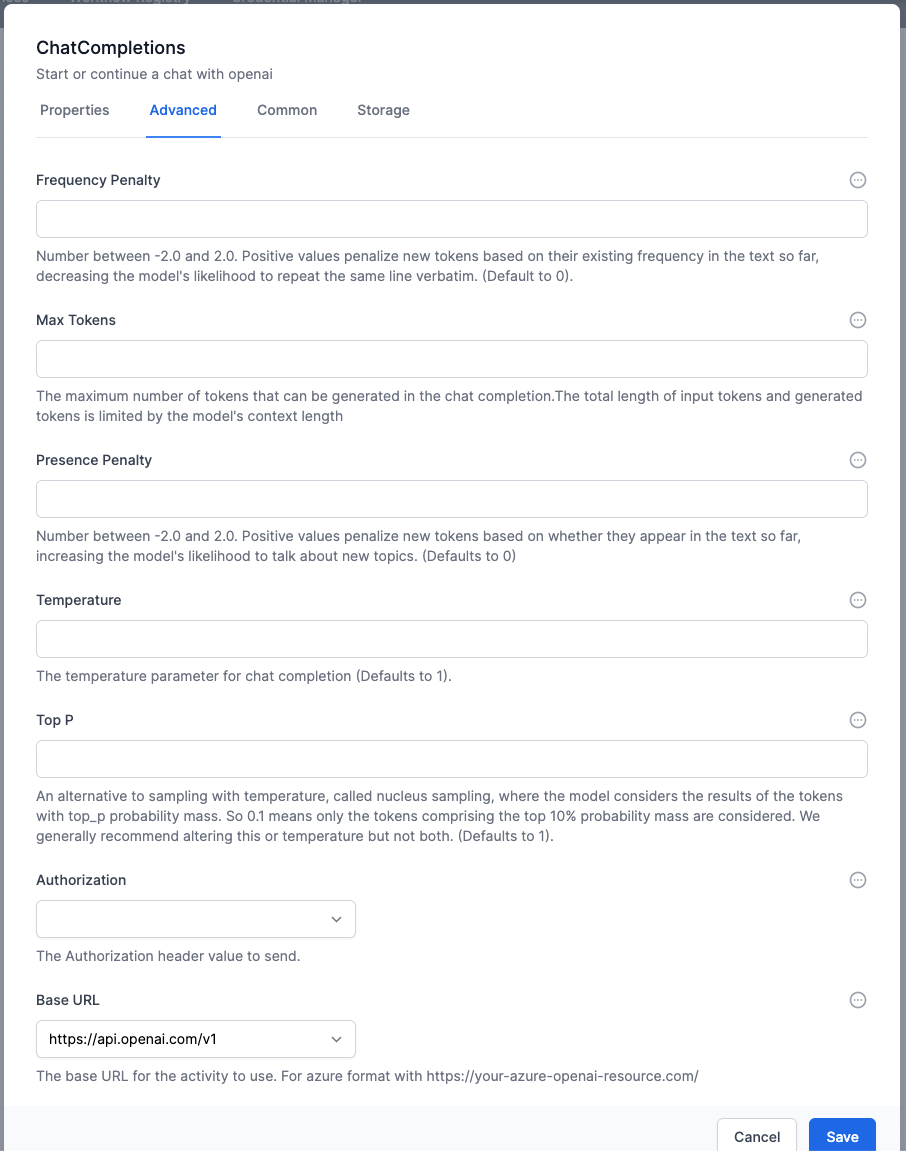 Workflow Registry
Credential Manager
ChatCompletions
Start or continue a chat with openai
Properties
Advanced
Common
Storage
Frequency Penalty
Number between -2.0 and 2.0. Positive values penalize new tokens based on their existing frequency in the text so far,
decreasing the model's likelihood to repeat the same line verbatim. (Default to 0).
Max Tokens
The maximum number of tokens that can be generated in the chat completion.The total length of input tokens and generated
tokens is limited by the model's context length
Presence Penalty
Number between -2.0 and 2.0. Positive values penalize new tokens based on whether they appear in the text so far,
increasing the model's likelihood to talk about new topics. (Defaults to 0)
Temperature
The temperature parameter for chat completion (Defaults to 1).
Top P
An alternative to sampling with temperature, called nucleus sampling, where the model considers the results of the tokens
with top_p probability mass. So 0.1 means only the tokens comprising the top 10% probability mass are considered. We
generally recommend altering this or temperature but not both. (Defaults to 1).
Authorization
The Authorization header value to send.
Base URL
https://api.openai.com/v1
The base URL for the activity to use. For azure format with https://your-azure-openai-resource.com/
Cancel
Save